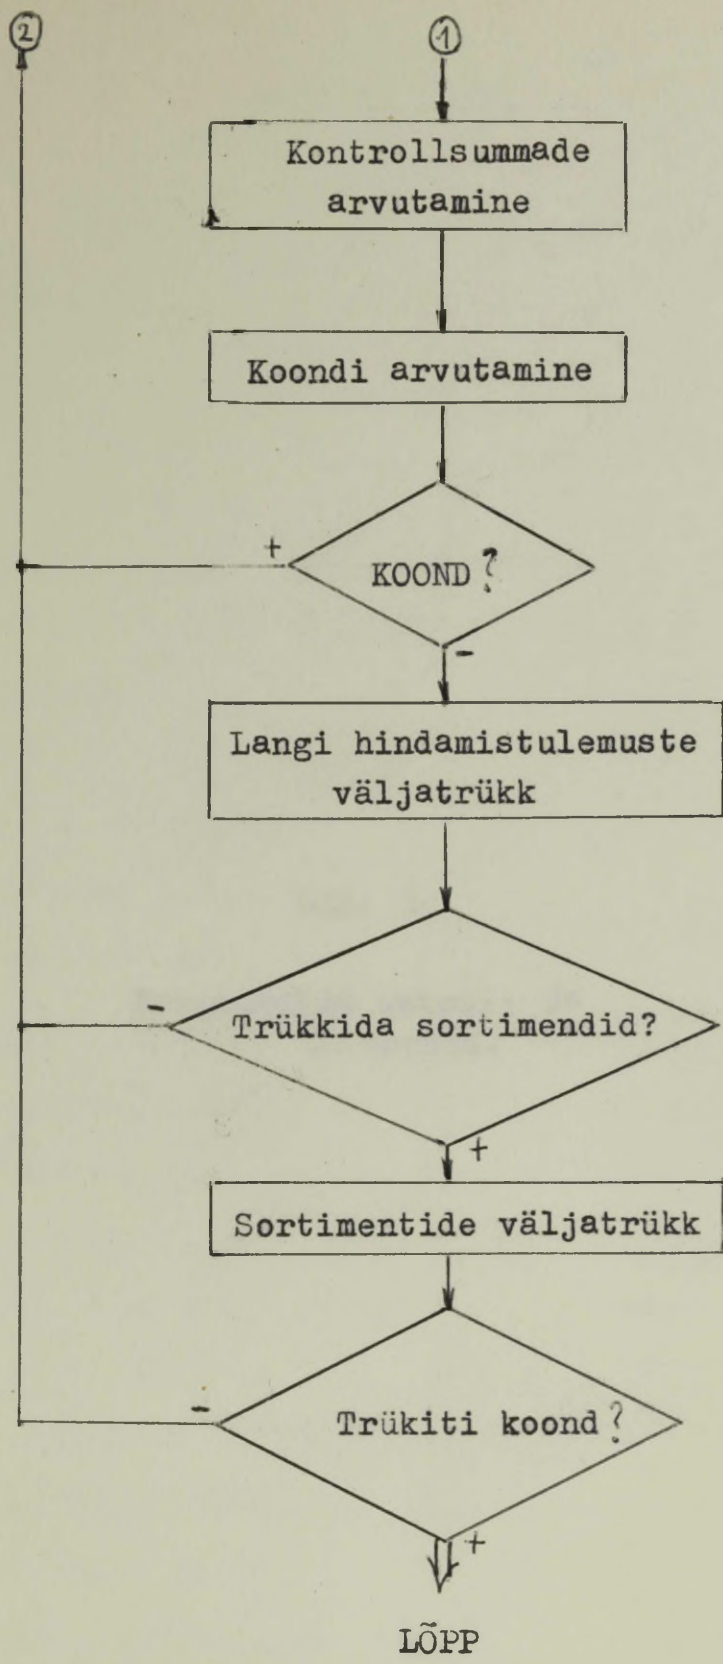 2 1
Kontrollsummade
arvutamine
Koondi arvutamine
+
KOOND?
-
Langi hindamistulemuste
väljatrükk
-
Trükkida sortimendid?
+
Sortimentide väljatrükk
-
Trükiti koond?
+
LÕPP